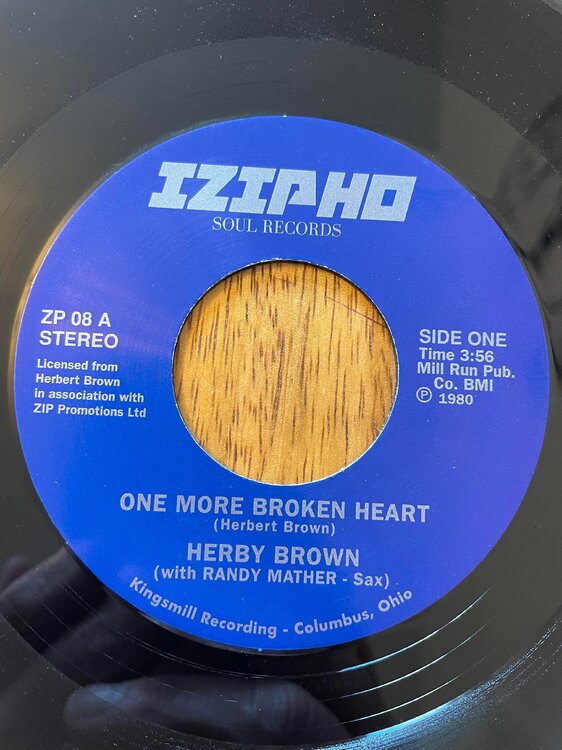 IZIPHO
SOUL RECORDS
ZP 08 A
STEREO
Licensed from
Herbert Brown
in association with
ZIP Promotions Ltd
SIDE ONE
Time 3:56
Mill Run Pub.
Co. BMI
Ⓟ 1980
ONE MORE BROKEN HEART
(Herbert Brown)
HERBY BROWN
(with RANDY MATHER - Sax)
Kingsmill Recording - Columbus, Ohio